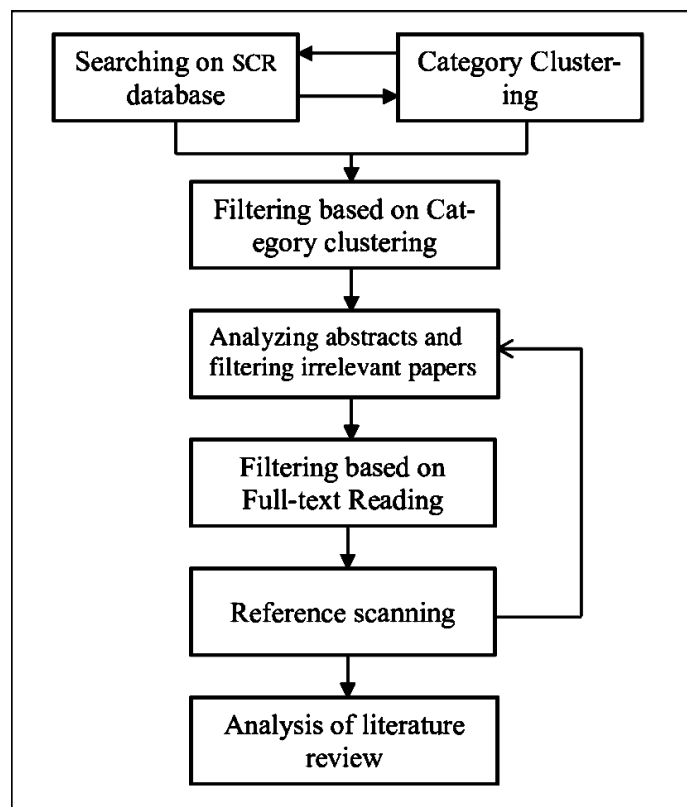 Searching on SCR
database
Category Cluster-
ing
Filtering based on Cat-
egory clustering
Analyzing abstracts and
filtering irrelevant papers
Filtering based on
Full-text Reading
Reference scanning
Analysis of literature
review